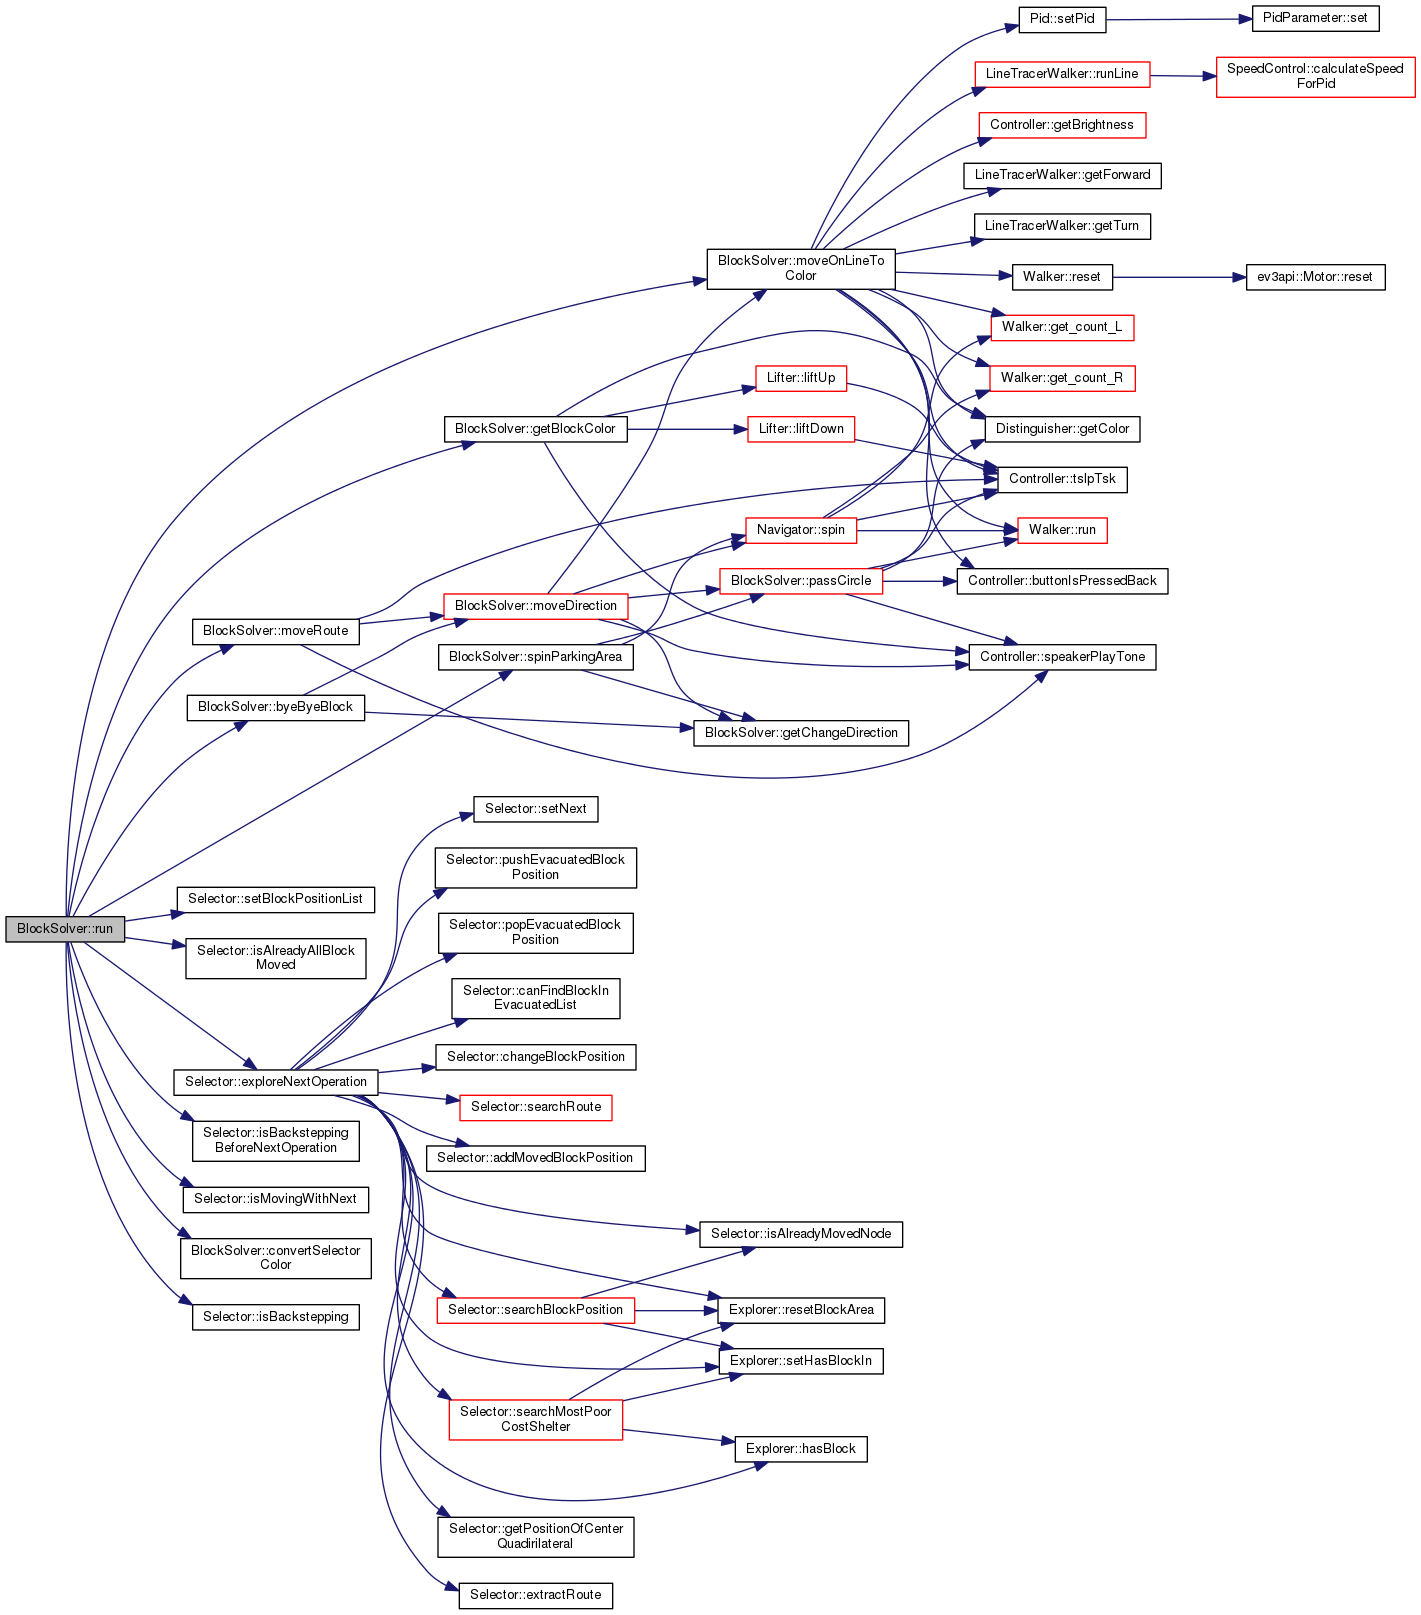 Pid::setPid
PidParameter::set
LineTracerWalker::runLine
SpeedControl::calculateSpeed
ForPid
Controller::getBrightness
LineTracerWalker::getForward
LineTracerWalker::getTurn
BlockSolver::moveOnLineTo
Color
Walker::reset
ev3api::Motor::reset
Walker::get_count_L
Lifter::liftUp
Walker::get_count_R
BlockSolver::getBlockColor
Lifter::liftDown
Distinguisher::getColor
Controller::tslpTsk
Navigator::spin
Walker::run
BlockSolver::passCircle
Controller::buttonIsPressedBack
BlockSolver::moveDirection
BlockSolver::moveRoute
BlockSolver::spinParkingArea
Controller::speakerPlayTone
BlockSolver::byeByeBlock
BlockSolver::getChangeDirection
Selector::setNext
Selector::pushEvacuatedBlock
Position
Selector::setBlockPositionList
BlockSolver::run
Selector::popEvacuatedBlock
Position
Selector::isAlreadyAllBlock
Moved
Selector::canFindBlockIn
EvacuatedList
Selector::changeBlockPosition
Selector::exploreNextOperation
Selector::searchRoute
Selector::isBackstepping
BeforeNextOperation
Selector::addMovedBlockPosition
Selector::isMovingWithNext
Selector::isAlreadyMovedNode
BlockSolver::convertSelector
Color
Selector::isBackstepping
Selector::searchBlockPosition
Explorer::resetBlockArea
Explorer::setHasBlockIn
Selector::searchMostPoor
CostShelter
Explorer::hasBlock
Selector::getPositionOfCenter
Quadirilateral
Selector::extractRoute